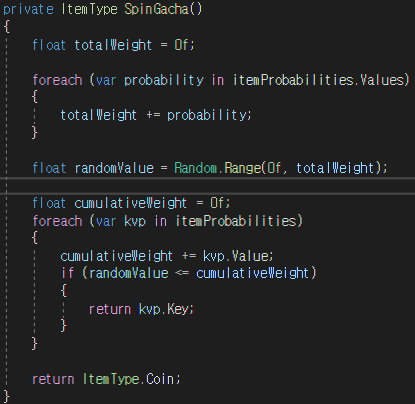 private ItemType SpinGacha()
{
float totalWeight = 0f;
foreach (var probability in itemProbabilities.Values)
{
totalWeight += probability;
}
float randomValue = Random.Range(0f, totalWeight);
float cumulativeWeight = 0f;
foreach (var kvp in itemProbabilities)
{
cumulativeWeight += kvp.Value;
if (randomValue <= cumulativeWeight)
{
return kvp.Key;
}
}
return ItemType.Coin;
}